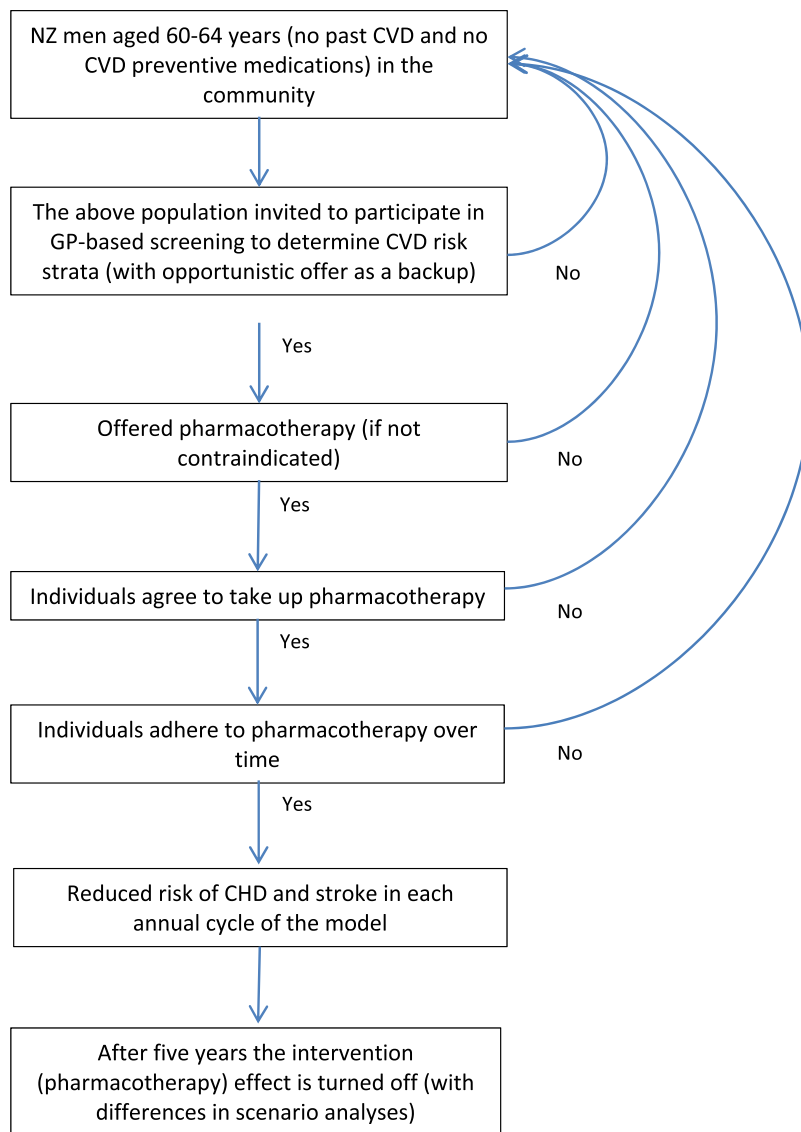 NZ men aged 60-64 years (no past CVD and no
CVD preventive medications) in the
community
The above population invited to participate in
GP-based screening to determine CVD risk
strata (with opportunistic offer as a backup)
No
Yes
Offered pharmacotherapy (if not
contraindicated)
No
Yes
Individuals agree to take up pharmacotherapy
No
Yes
Individuals adhere to pharmacotherapy over
time
No
Yes
Reduced risk of CHD and stroke in each
annual cycle of the model
After five years the intervention
(pharmacotherapy) effect is turned off (with
differences in scenario analyses)